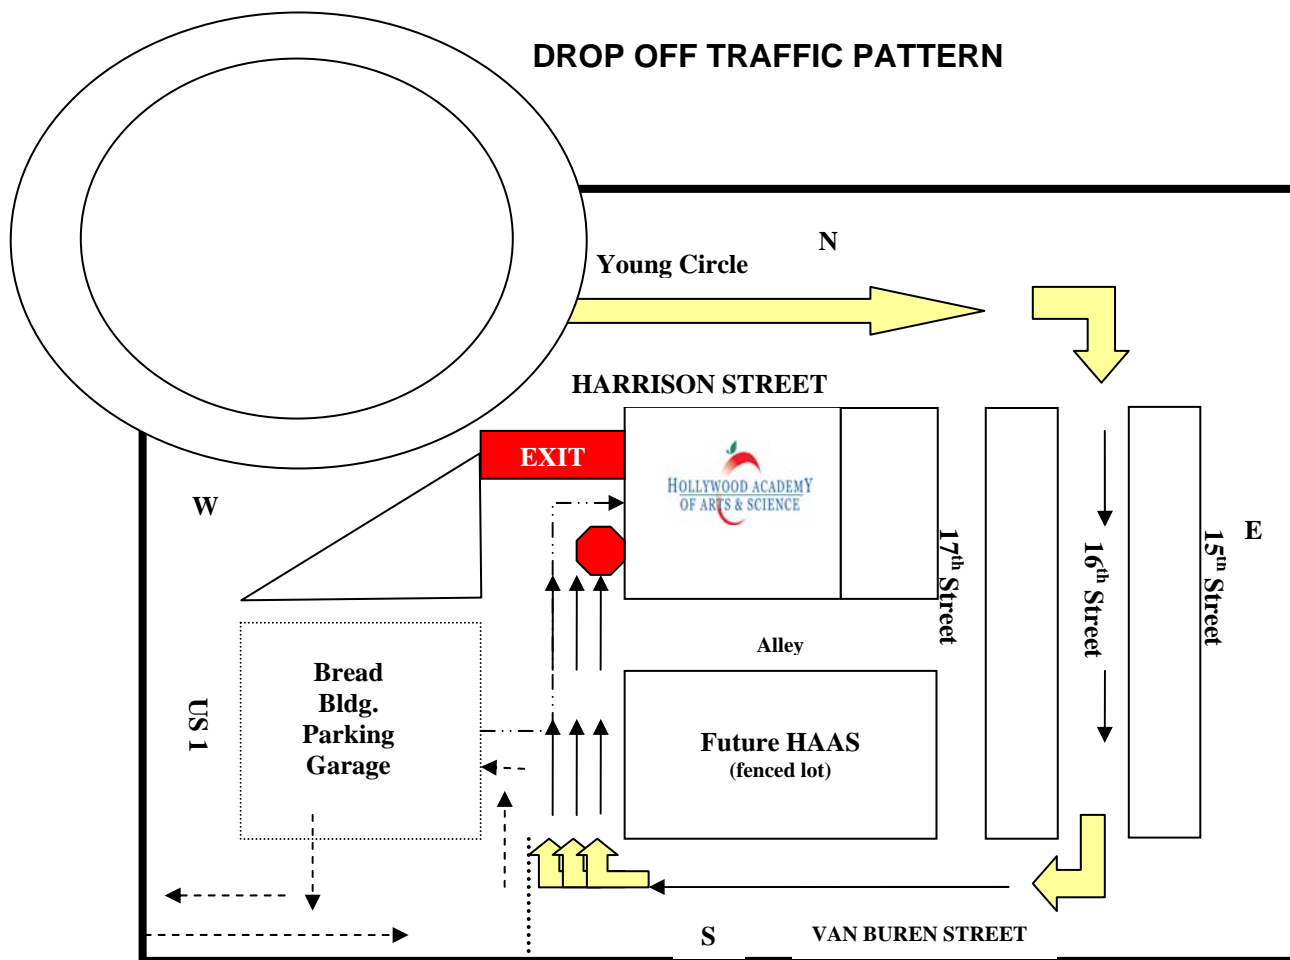 DROP OFF TRAFFIC PATTERN
N
Young Circle
HARRISON STREET
EXIT
HOLLYWOOD ACADEMY
OF ARTS & SCIENCE
W
E
17th Street
16th Street
15th Street
Alley
Bread
Bldg.
Parking
Garage
US 1
Future HAAS
(fenced lot)
S
VAN BUREN STREET